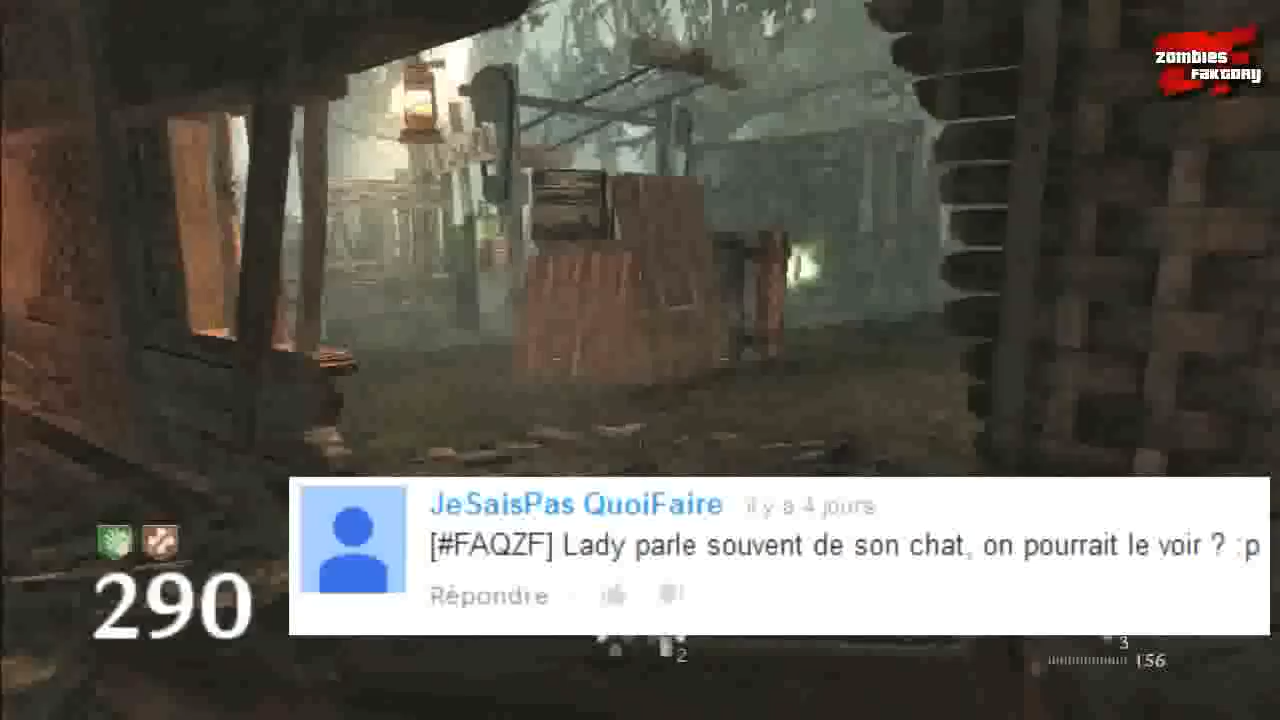 zombies
FAKTORY
JeSaisPas QuoiFaire il y a 4 jours
[#FAQZF] Lady parle souvent de son chat, on pourrait le voir ? :p
Répondre
290
2
3
156